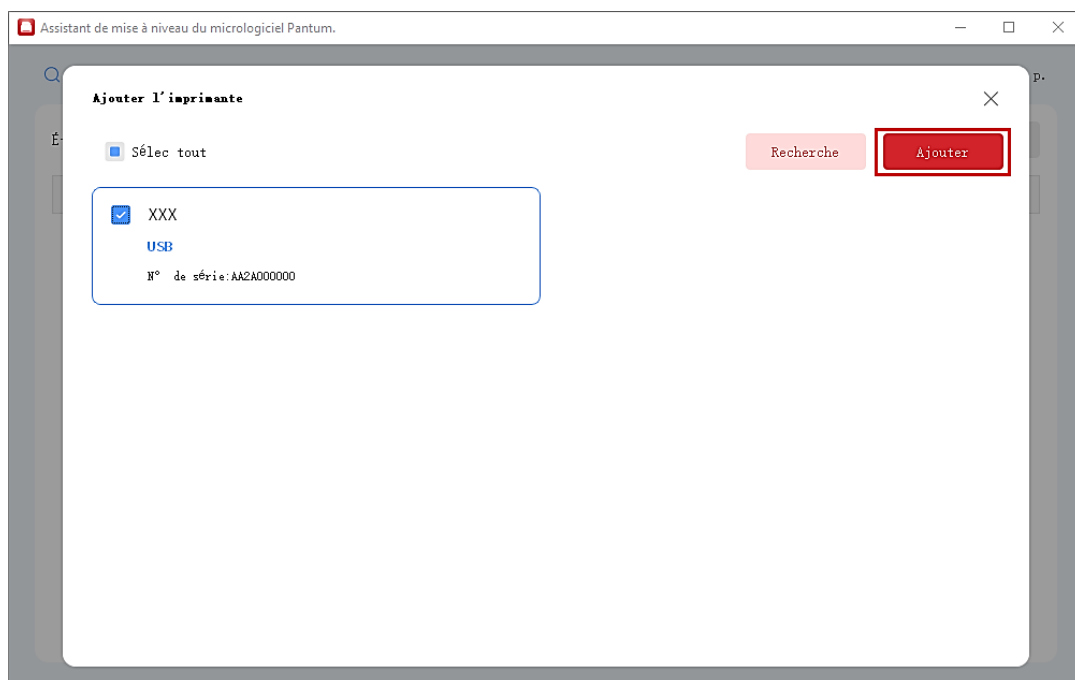 Assistant de mise à niveau du micrologiciel Pantum.
p.
Ajouter l'imprimante
Sélec tout
Recherche
Ajouter
XXX
USB
N° de série:AA2A000000